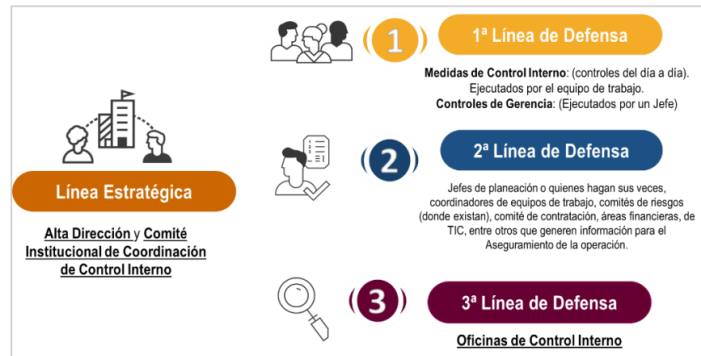 Línea Estratégica
Alta Dirección y Comité
Institucional de Coordinación
de Control Interno
1
1ª Línea de Defensa
Medidas de Control Interno: (controles del día a día).
Ejecutados por el equipo de trabajo.
Controles de Gerencia: (Ejecutados por un Jefe)
2
2ª Línea de Defensa
Jefes de planeación o quienes hagan sus veces,
coordinadores de equipos de trabajo, comités de riesgos
(donde existan), comité de contratación, áreas financieras, de
TIC, entre otros que generen información para el
Aseguramiento de la operación.
3
3ª Línea de Defensa
Oficinas de Control Interno